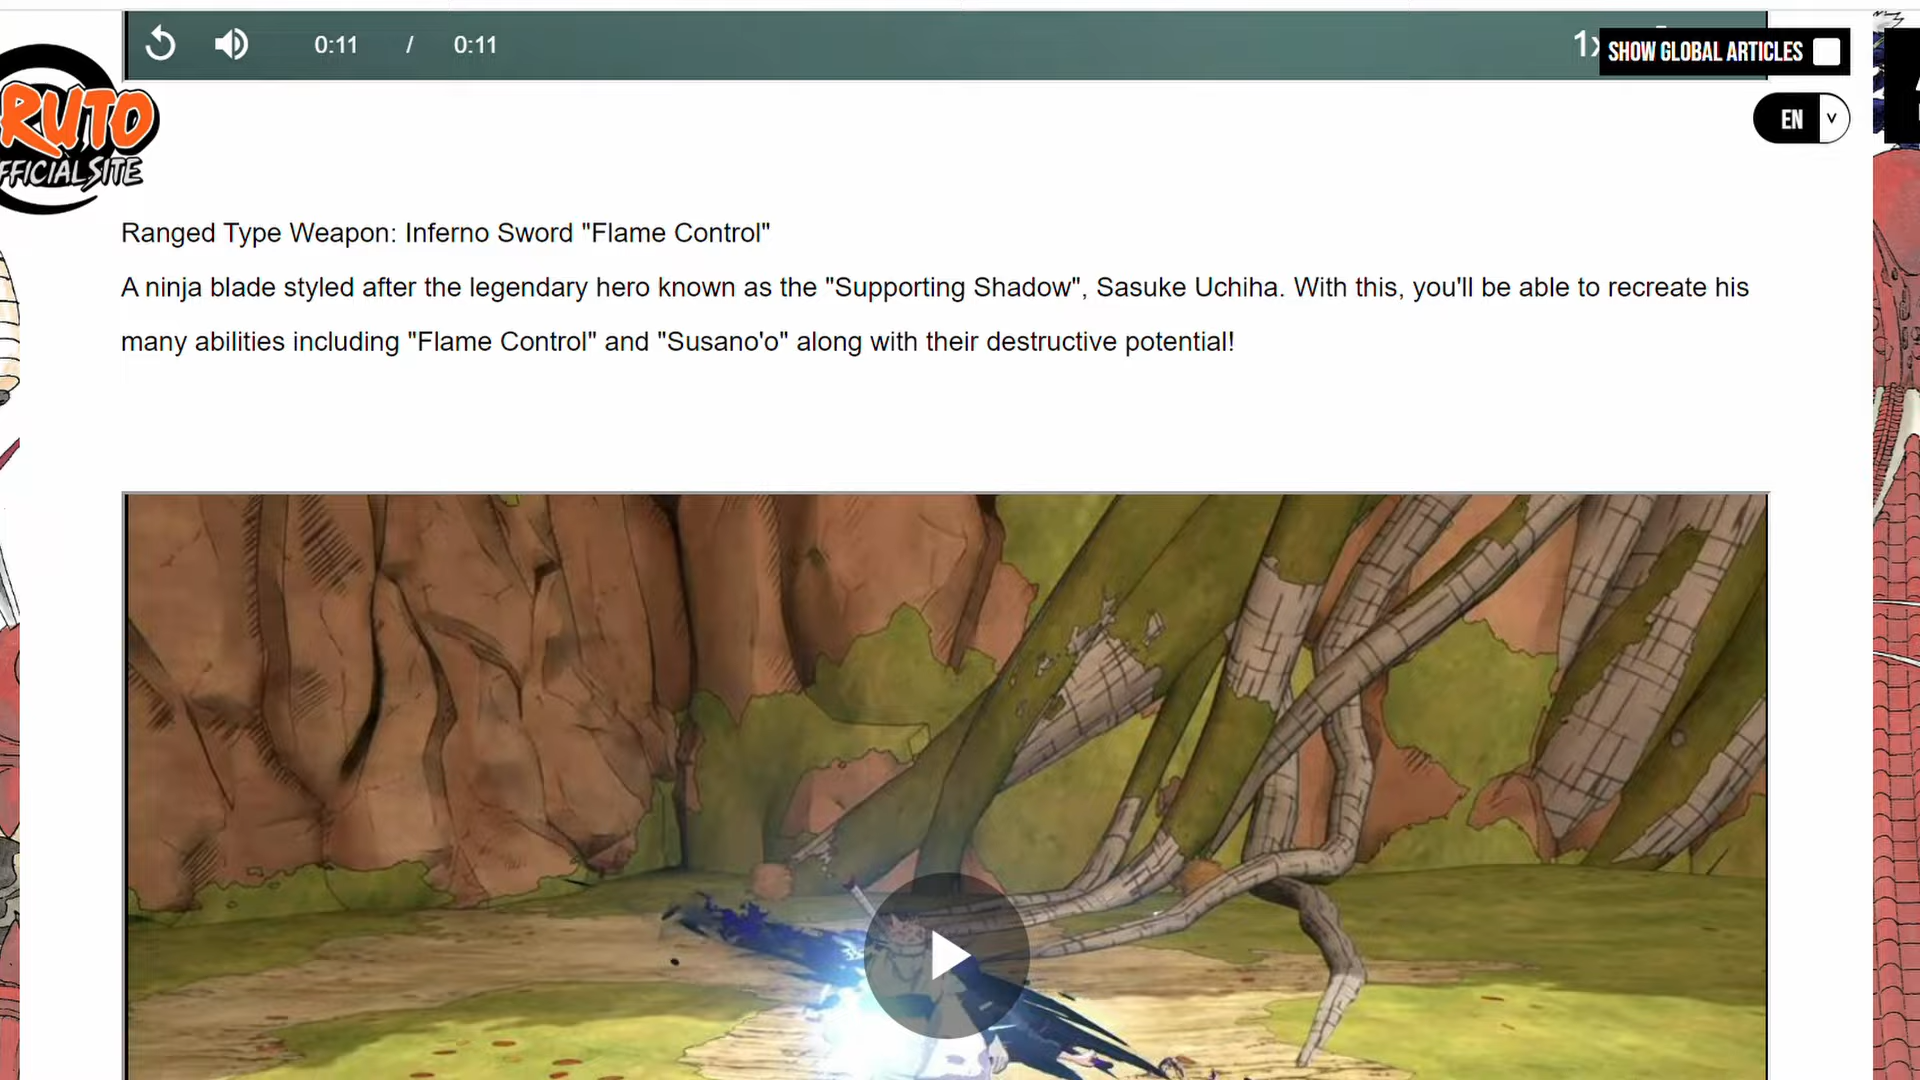 0:11 / 0:11
1x
SHOW GLOBAL ARTICLES
EN
RUTO
FFICIAL SITE
Ranged Type Weapon: Inferno Sword "Flame Control"
A ninja blade styled after the legendary hero known as the "Supporting Shadow", Sasuke Uchiha. With this, you'll be able to recreate his
many abilities including "Flame Control" and "Susano'o" along with their destructive potential!